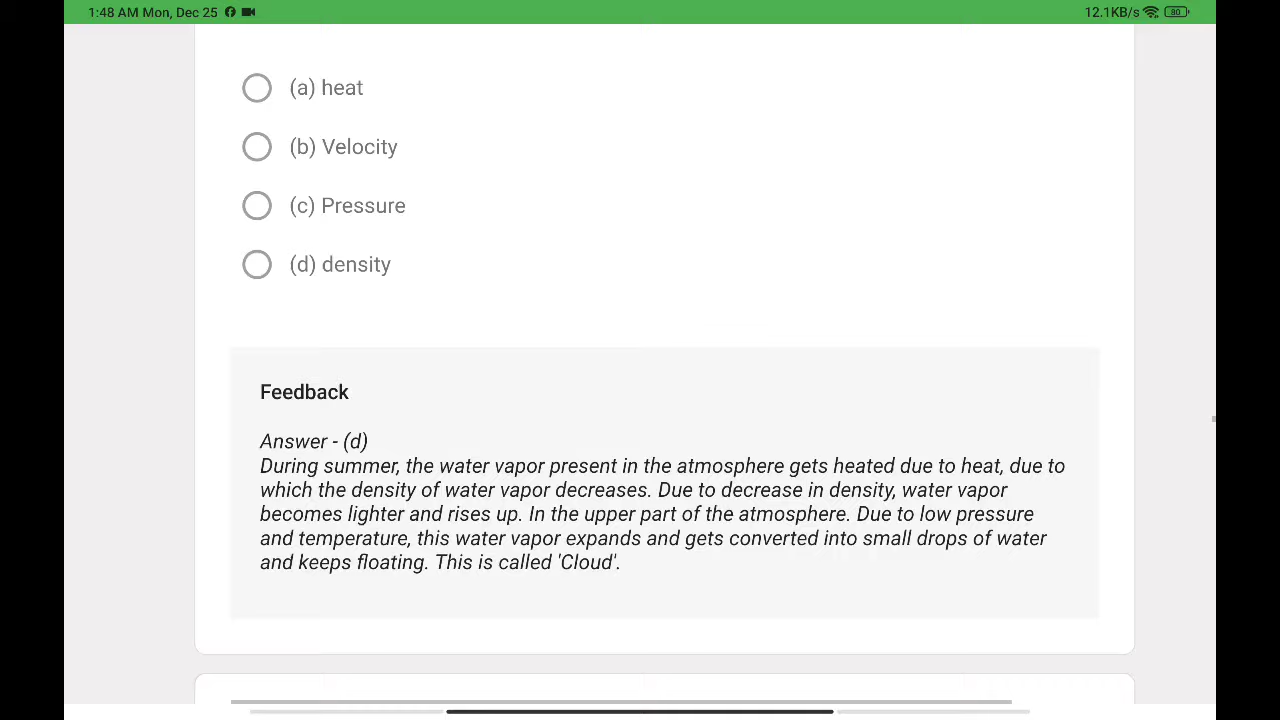 1:48 AM Mon, Dec 25
12.1KB/s
80
(a) heat
(b) Velocity
(c) Pressure
(d) density
Feedback
Answer - (d)
During summer, the water vapor present in the atmosphere gets heated due to heat, due to
which the density of water vapor decreases. Due to decrease in density, water vapor
becomes lighter and rises up. In the upper part of the atmosphere. Due to low pressure
and temperature, this water vapor expands and gets converted into small drops of water
and keeps floating. This is called 'Cloud'.